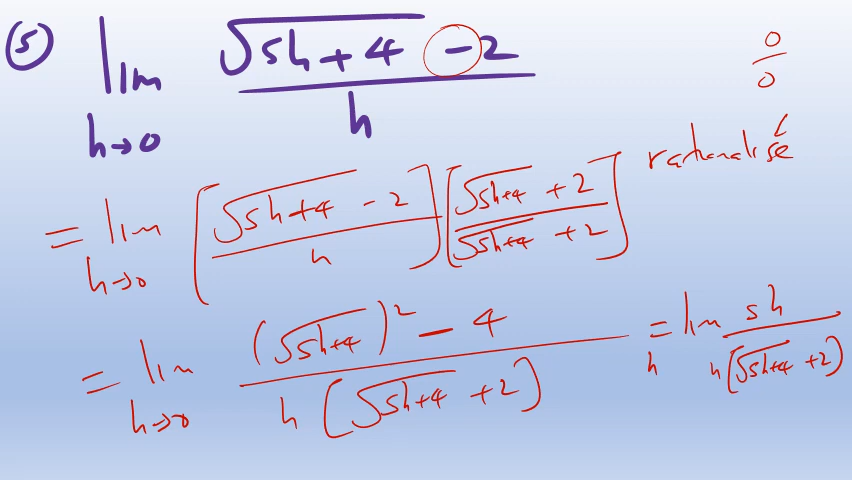 (5) lim h→0 (√(5h+4) − 2)/h
0/0
rationalise
= lim h→0 [(√(5h+4) − 2)/h] [(√(5h+4) + 2)/(√(5h+4) + 2)]
= lim h→0 ((√(5h+4))² − 4)/(h(√(5h+4) + 2))
= lim h 5h/(h(√(5h+4) + 2))